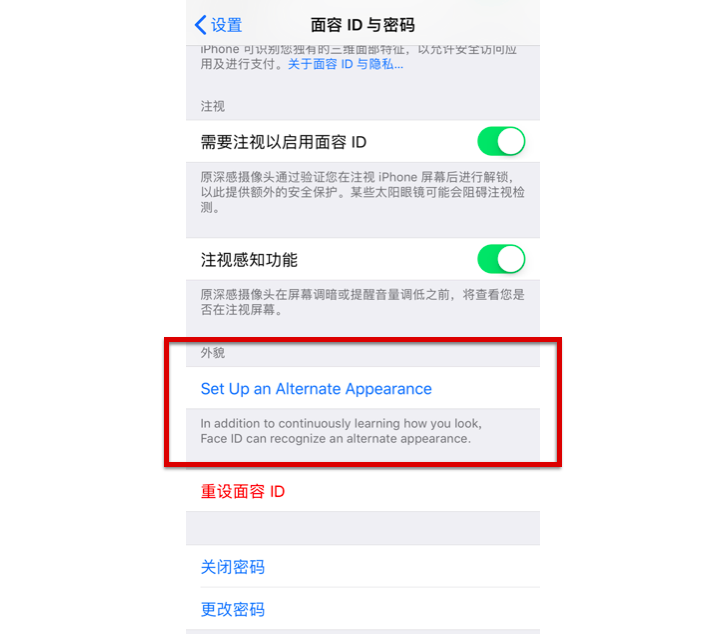 设置
面容 ID 与密码
iPhone 可识别您独有的三维面部特征，以允许安全访问应
用及进行支付。关于面容 ID 与隐私...
注视
需要注视以启用面容 ID
原深感摄像头通过验证您在注视 iPhone 屏幕后进行解锁，
以此提供额外的安全保护。某些太阳眼镜可能会阻碍注视检
测。
注视感知功能
原深感摄像头在屏幕调暗或提醒音量调低之前，将查看您是
否在注视屏幕。
外貌
Set Up an Alternate Appearance
In addition to continuously learning how you look,
Face ID can recognize an alternate appearance.
重设面容 ID
关闭密码
更改密码